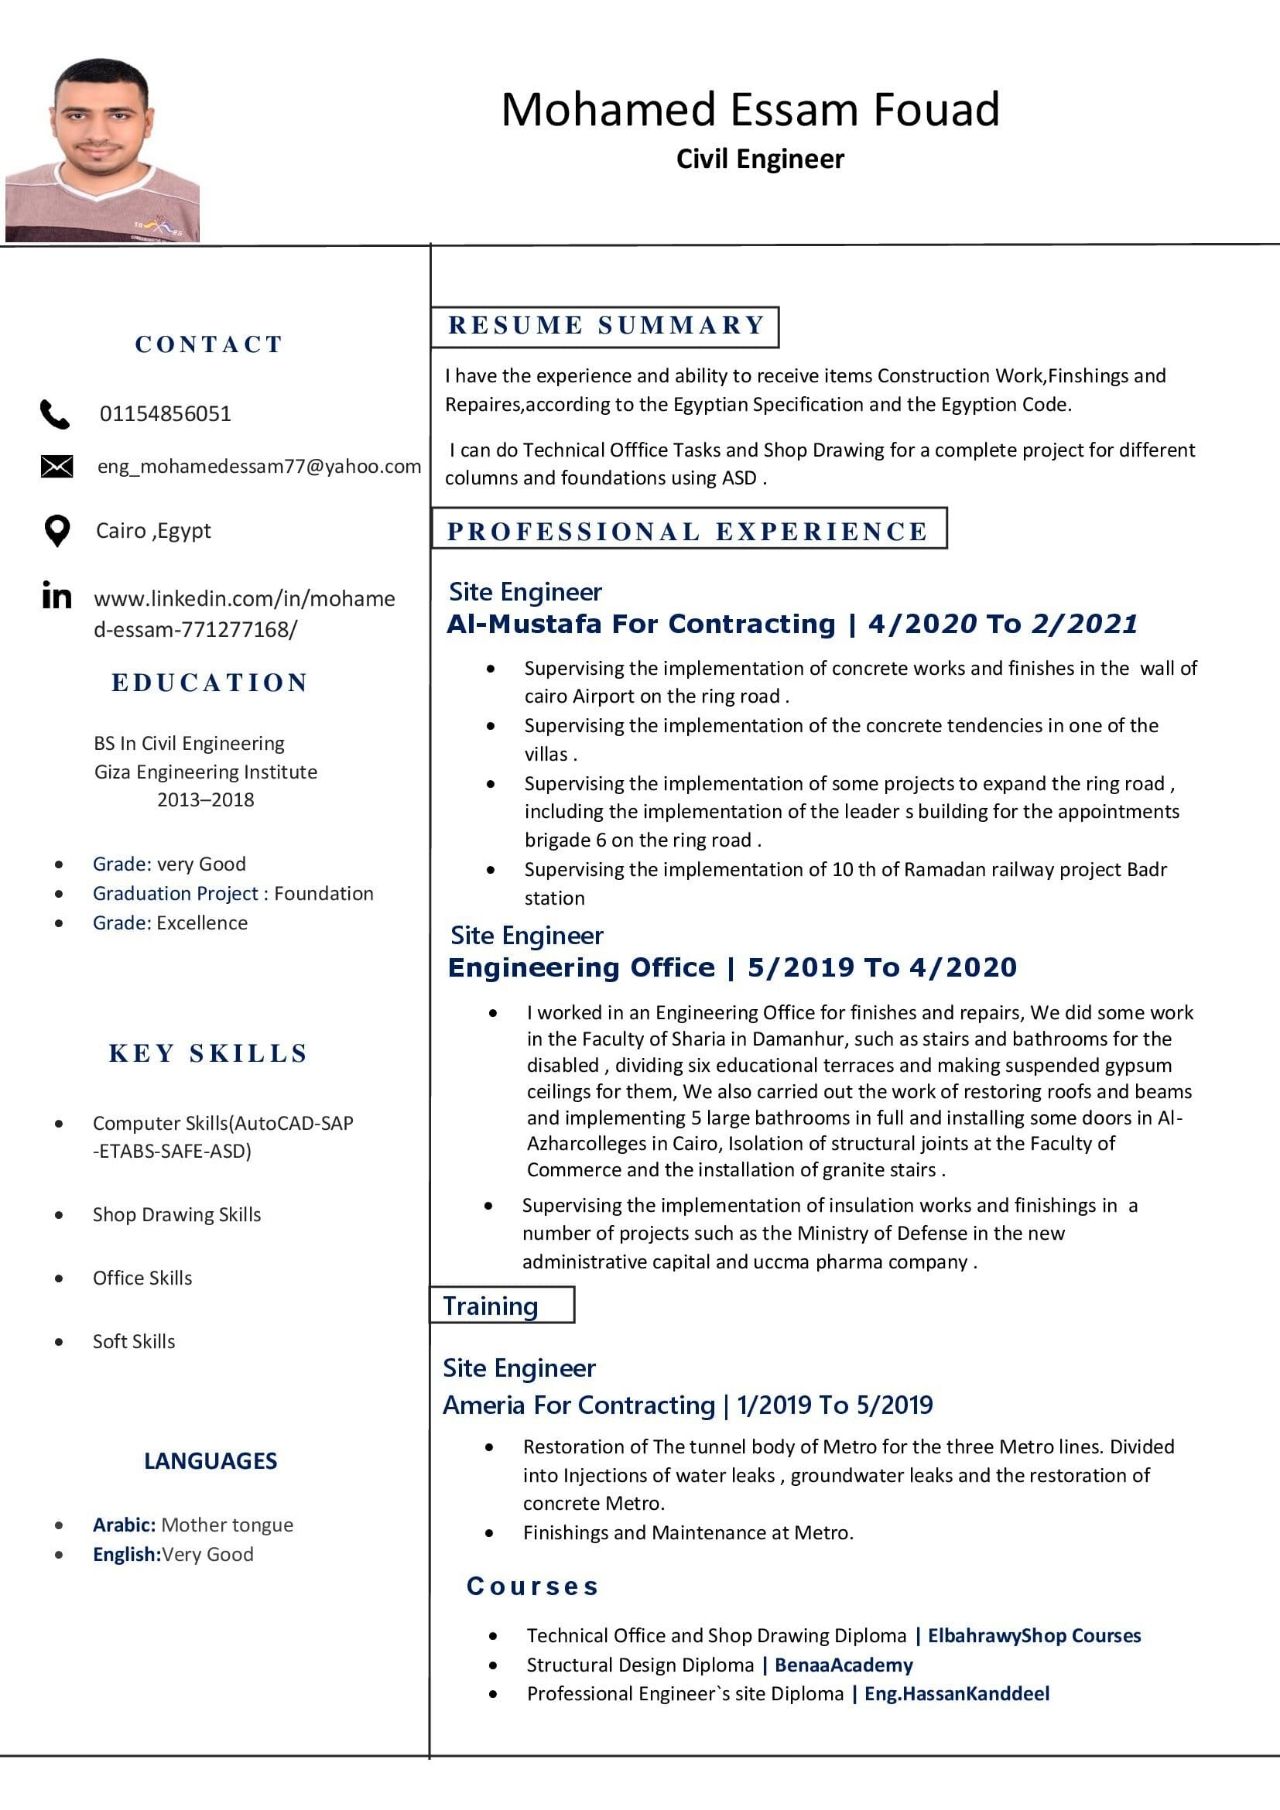 Mohamed Essam Fouad
Civil Engineer
CONTACT
01154856051
eng_mohamedessam77@yahoo.com
Cairo ,Egypt
in www.linkedin.com/in/mohame
d-essam-771277168/
EDUCATION
BS In Civil Engineering
Giza Engineering Institute
2013–2018
• Grade: very Good
• Graduation Project : Foundation
• Grade: Excellence
KEY SKILLS
• Computer Skills(AutoCAD-SAP
-ETABS-SAFE-ASD)
• Shop Drawing Skills
• Office Skills
• Soft Skills
LANGUAGES
• Arabic: Mother tongue
• English:Very Good
RESUME SUMMARY
I have the experience and ability to receive items Construction Work,Finshings and
Repaires,according to the Egyptian Specification and the Egyption Code.
I can do Technical Offfice Tasks and Shop Drawing for a complete project for different
columns and foundations using ASD .
PROFESSIONAL EXPERIENCE
Site Engineer
Al-Mustafa For Contracting | 4/2020 To 2/2021
• Supervising the implementation of concrete works and finishes in the wall of
cairo Airport on the ring road .
• Supervising the implementation of the concrete tendencies in one of the
villas .
• Supervising the implementation of some projects to expand the ring road ,
including the implementation of the leader s building for the appointments
brigade 6 on the ring road .
• Supervising the implementation of 10 th of Ramadan railway project Badr
station
Site Engineer
Engineering Office | 5/2019 To 4/2020
• I worked in an Engineering Office for finishes and repairs, We did some work
in the Faculty of Sharia in Damanhur, such as stairs and bathrooms for the
disabled , dividing six educational terraces and making suspended gypsum
ceilings for them, We also carried out the work of restoring roofs and beams
and implementing 5 large bathrooms in full and installing some doors in Al-
Azharcolleges in Cairo, Isolation of structural joints at the Faculty of
Commerce and the installation of granite stairs .
• Supervising the implementation of insulation works and finishings in a
number of projects such as the Ministry of Defense in the new
administrative capital and uccma pharma company .
Training
Site Engineer
Ameria For Contracting | 1/2019 To 5/2019
• Restoration of The tunnel body of Metro for the three Metro lines. Divided
into Injections of water leaks , groundwater leaks and the restoration of
concrete Metro.
• Finishings and Maintenance at Metro.
Courses
• Technical Office and Shop Drawing Diploma | ElbahrawyShop Courses
• Structural Design Diploma | BenaaAcademy
• Professional Engineer`s site Diploma | Eng.HassanKanddeel